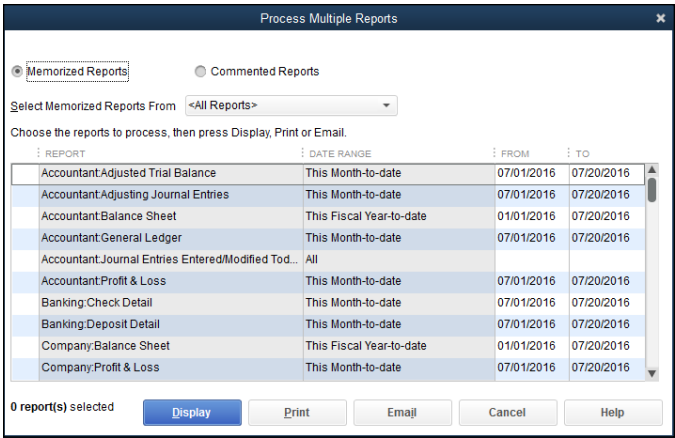 Process Multiple Reports
Memorized Reports Commented Reports
Select Memorized Reports From <All Reports>
Choose the reports to process, then press Display, Print or Email.
REPORT DATE RANGE FROM TO
Accountant:Adjusted Trial Balance This Month-to-date 07/01/2016 07/20/2016
Accountant:Adjusting Journal Entries This Month-to-date 07/01/2016 07/20/2016
Accountant:Balance Sheet This Fiscal Year-to-date 01/01/2016 07/20/2016
Accountant:General Ledger This Month-to-date 07/01/2016 07/20/2016
Accountant:Journal Entries Entered/Modified Tod... All
Accountant:Profit & Loss This Month-to-date 07/01/2016 07/20/2016
Banking:Check Detail This Month-to-date 07/01/2016 07/20/2016
Banking:Deposit Detail This Month-to-date 07/01/2016 07/20/2016
Company:Balance Sheet This Fiscal Year-to-date 01/01/2016 07/20/2016
Company:Profit & Loss This Month-to-date 07/01/2016 07/20/2016
0 report(s) selected Display Print Email Cancel Help